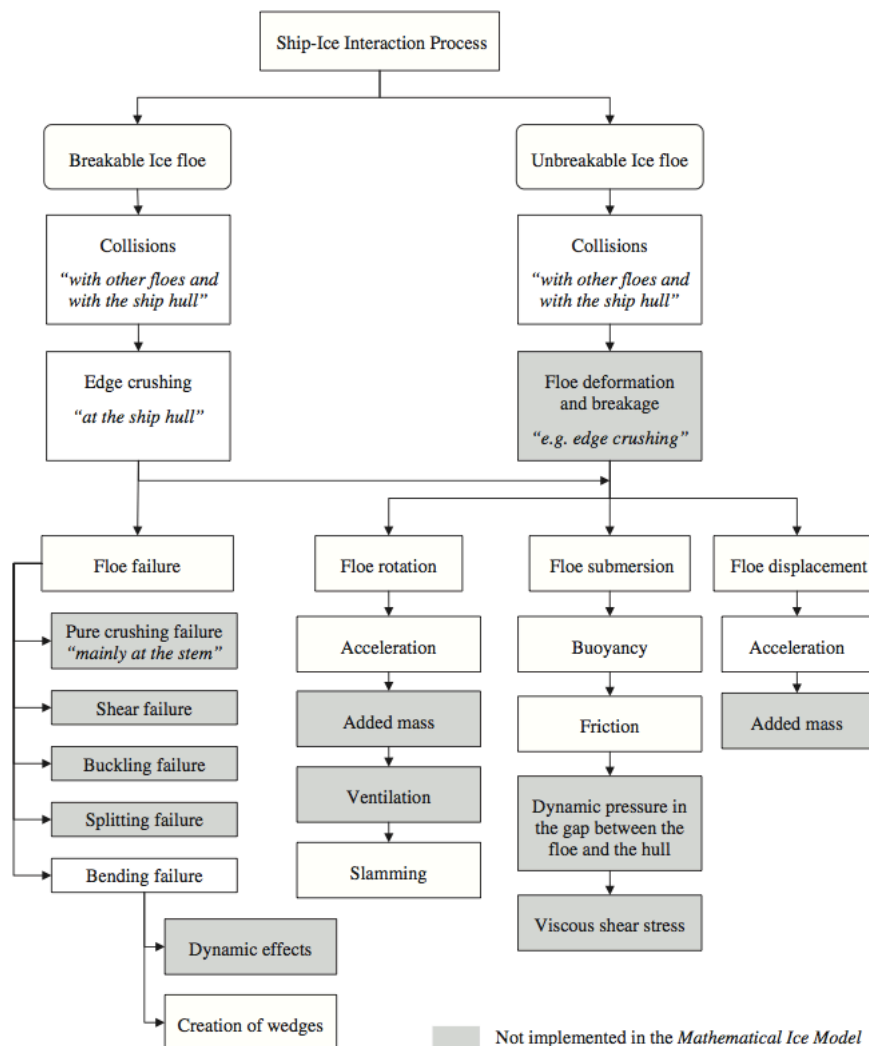 Ship-Ice Interaction Process
Breakable Ice floe
Unbreakable Ice floe
Collisions
“with other floes and
with the ship hull”
Collisions
“with other floes and
with the ship hull”
Edge crushing
“at the ship hull”
Floe deformation
and breakage
“e.g. edge crushing”
Floe failure
Floe rotation
Floe submersion
Floe displacement
Pure crushing failure
“mainly at the stem”
Shear failure
Buckling failure
Splitting failure
Bending failure
Dynamic effects
Creation of wedges
Acceleration
Added mass
Ventilation
Slamming
Buoyancy
Friction
Dynamic pressure in
the gap between the
floe and the hull
Viscous shear stress
Acceleration
Added mass
Not implemented in the Mathematical Ice Model